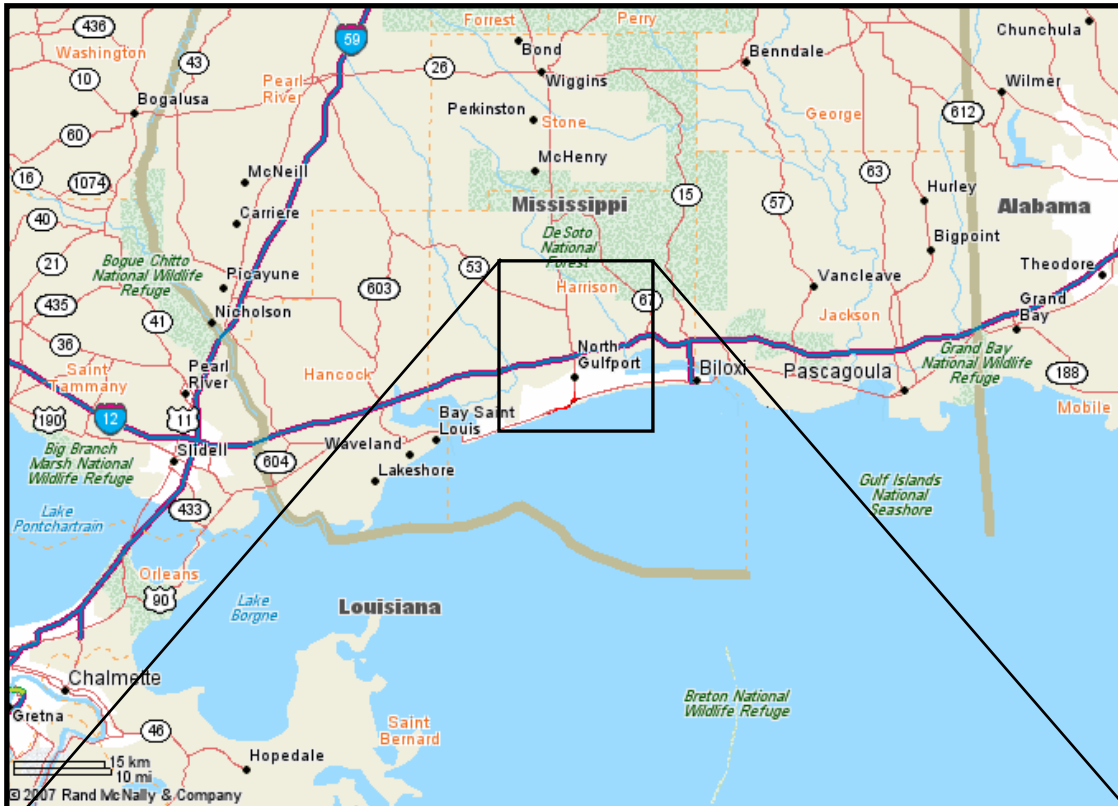 436
Washington
43
59
Forrest
Perry
Chunchula
Bond
Benndale
10
Pearl
River
26
Wiggins
Wilmer
Bogalusa
Perkinston
Stone
George
612
60
McHenry
63
16
1074
McNeill
15
Hurley
Mississippi
57
Alabama
40
Carriere
De Soto
National
Forest
Bigpoint
21
Bogue Chitto
National Wildlife
Refuge
Picayune
53
603
Harrison
67
Vancleave
Theodore
435
41
Nicholson
Jackson
Grand
Bay
36
North
Gulfport
Grand Bay
National Wildlife
Refuge
Saint
Tammany
Pearl
River
Hancock
Biloxi
Pascagoula
188
190
12
11
Bay Saint
Louis
Mobile
Big Branch
Marsh National
Wildlife Refuge
Slidell
604
Waveland
Lakeshore
Gulf Islands
National
Seashore
Lake
Pontchartrain
433
Orleans
90
Lake
Borgne
Louisiana
Chalmette
Breton National
Wildlife Refuge
Gretna
46
Saint
Bernard
Hopedale
15 km
10 mi
© 2007 Rand McNally & Company